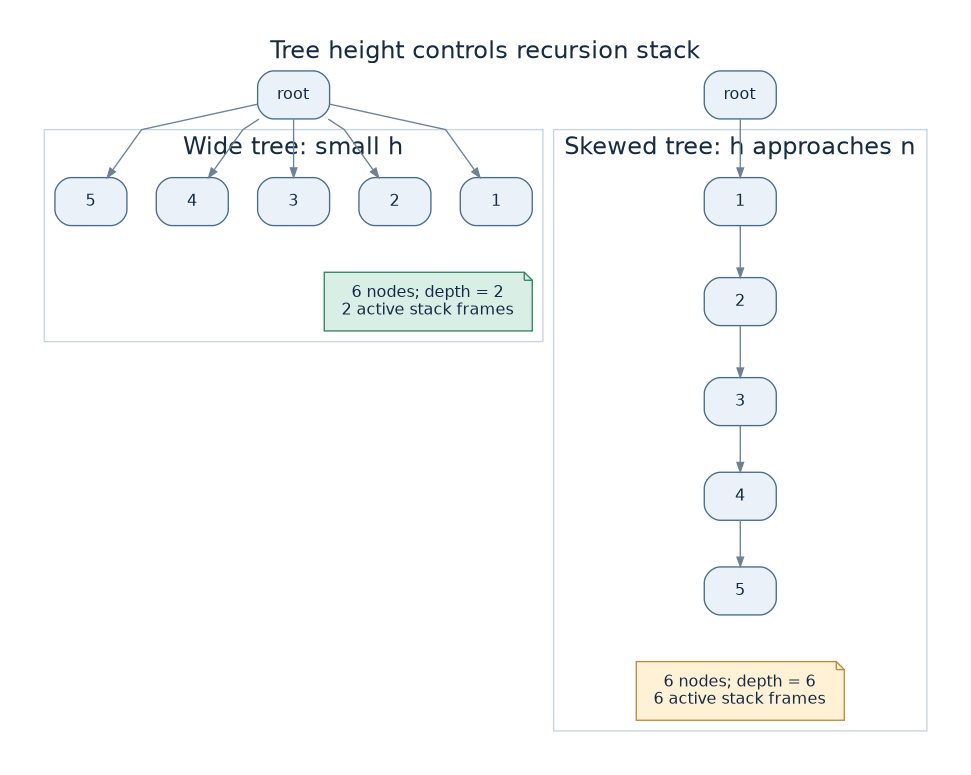 Tree height controls recursion stack
root
Wide tree: small h
5
4
3
2
1
6 nodes; depth = 2
2 active stack frames
root
Skewed tree: h approaches n
1
2
3
4
5
6 nodes; depth = 6
6 active stack frames